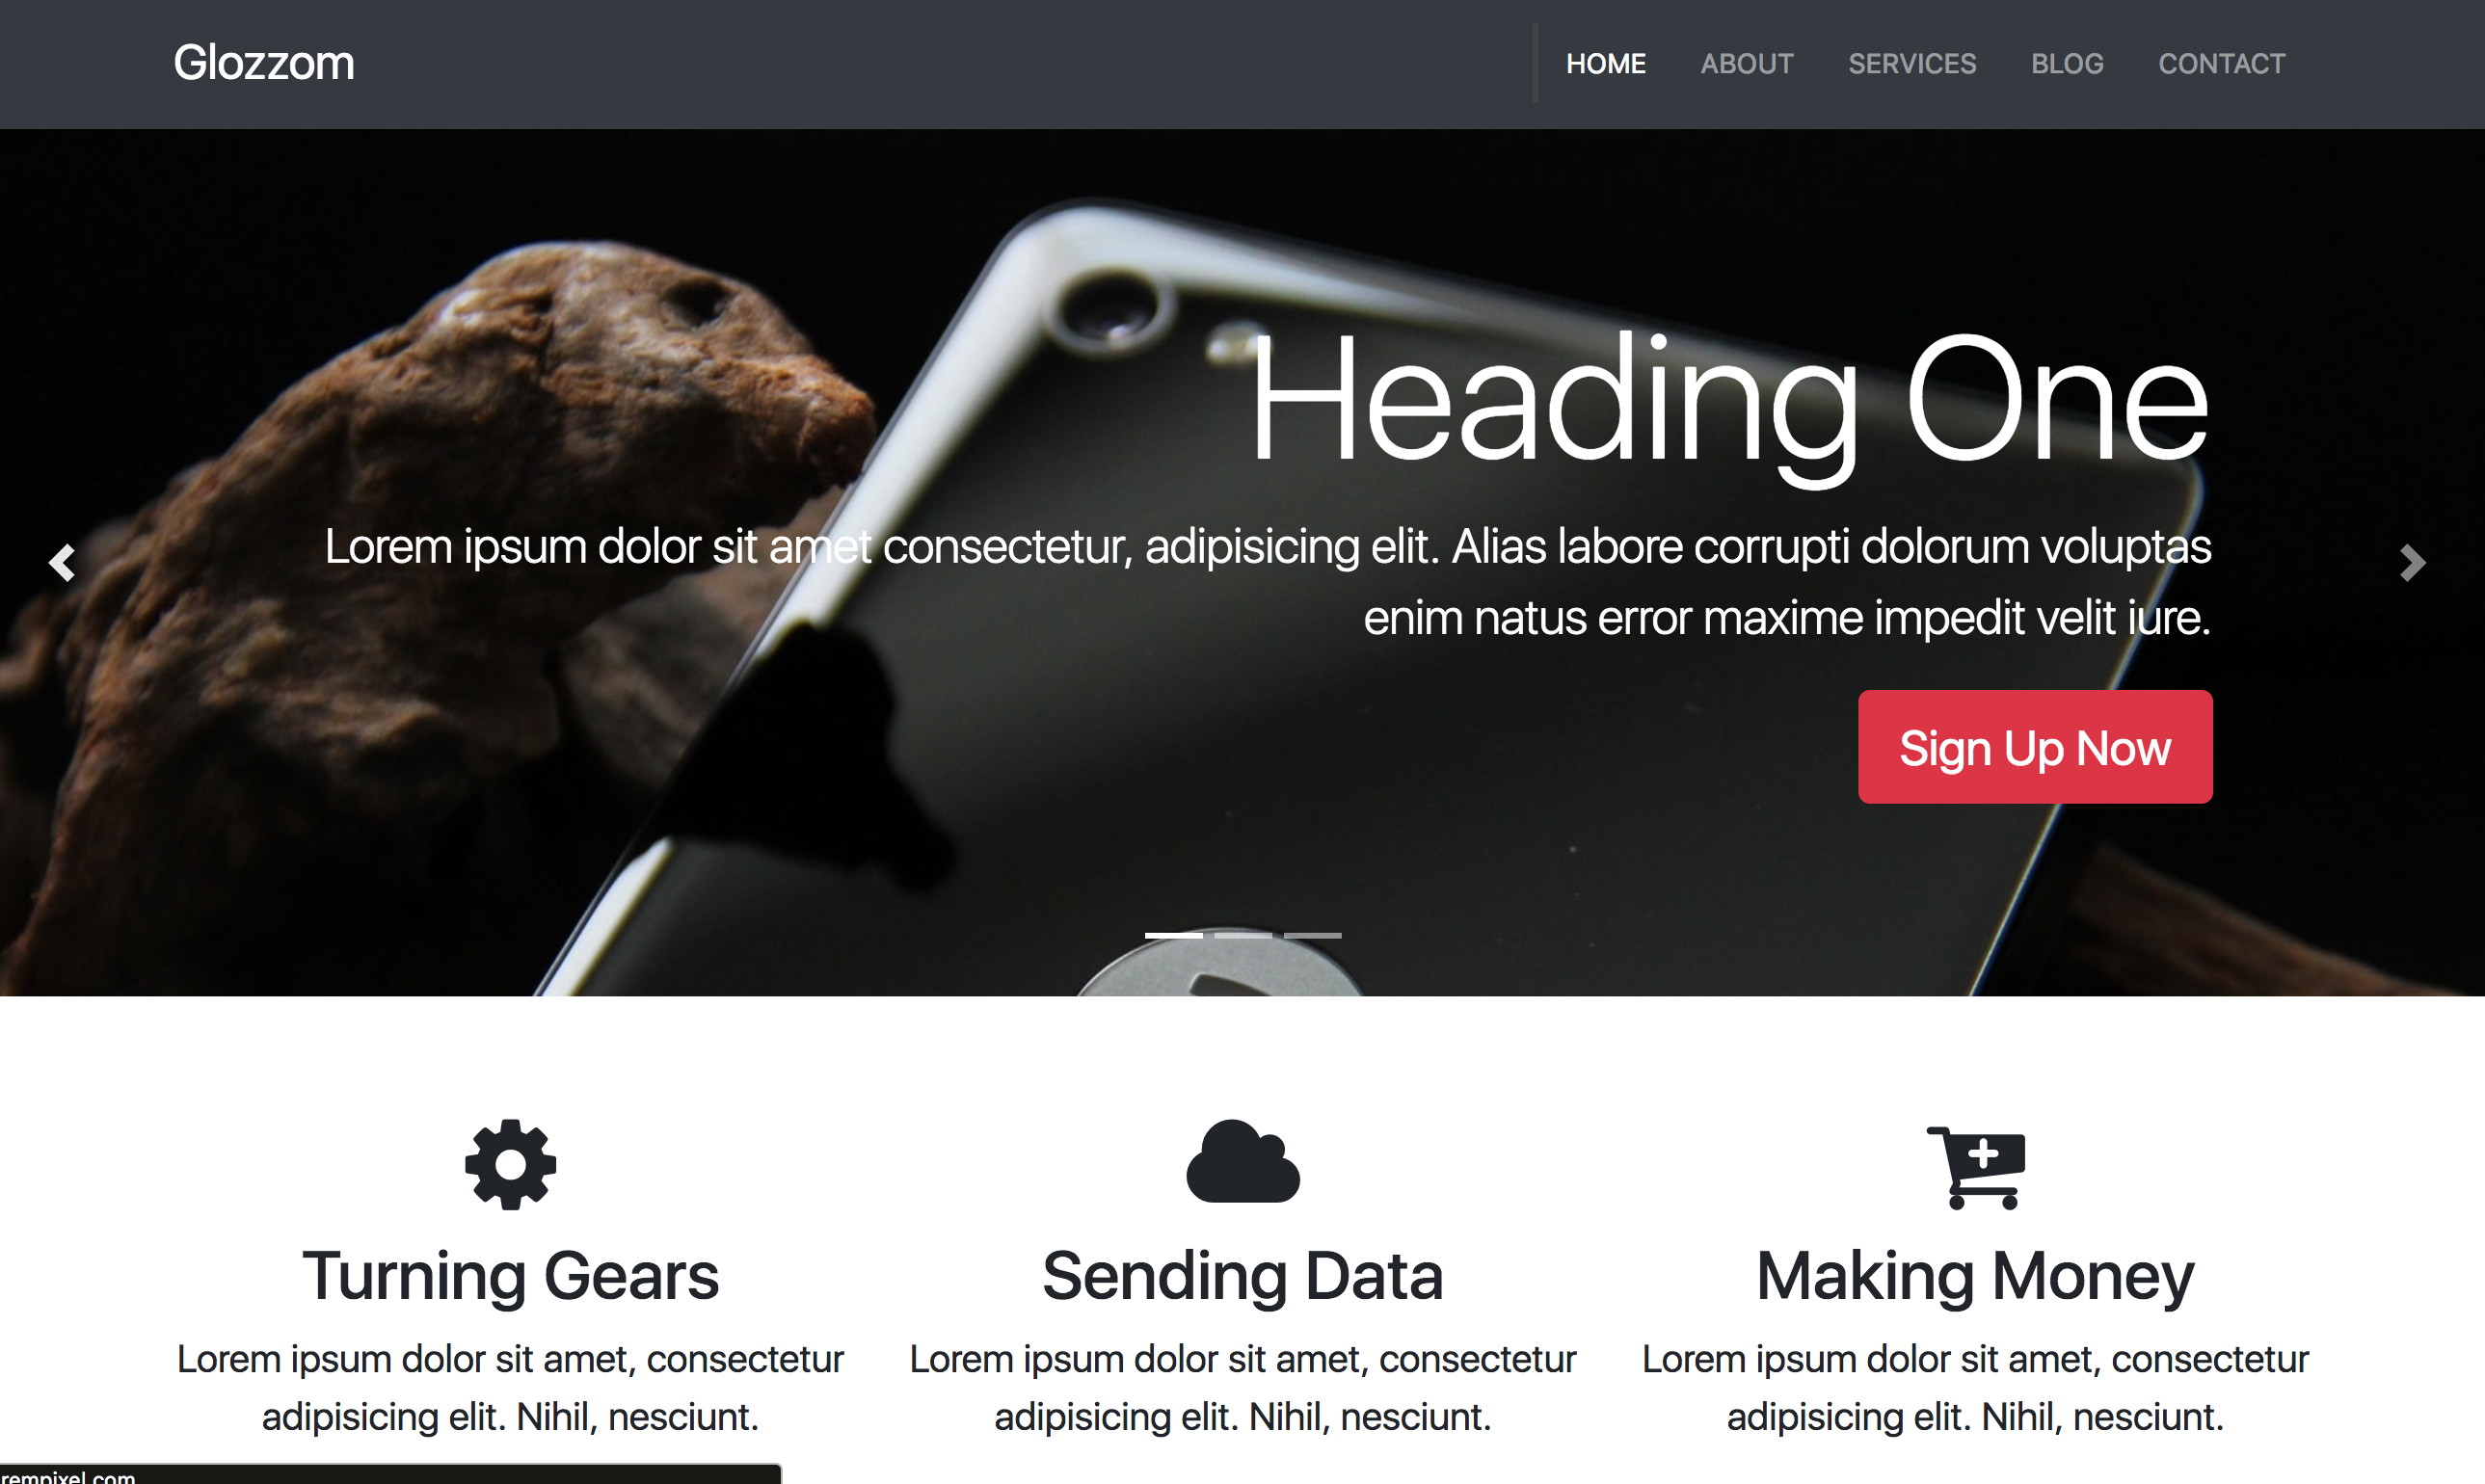 Glozzom
HOME ABOUT SERVICES BLOG CONTACT
Heading One
Lorem ipsum dolor sit amet consectetur, adipisicing elit. Alias labore corrupti dolorum voluptas
enim natus error maxime impedit velit iure.
Sign Up Now
Turning Gears
Lorem ipsum dolor sit amet, consectetur
adipisicing elit. Nihil, nesciunt.
Sending Data
Lorem ipsum dolor sit amet, consectetur
adipisicing elit. Nihil, nesciunt.
Making Money
Lorem ipsum dolor sit amet, consectetur
adipisicing elit. Nihil, nesciunt.
rempixel.com